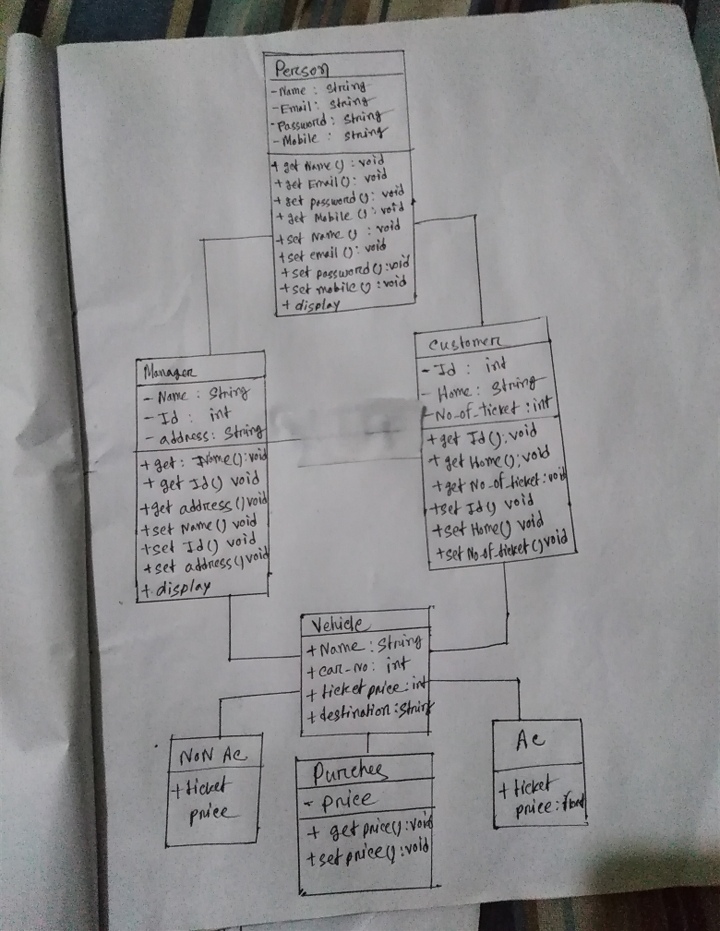 Person
- Name : String
- Email : String
- Password : String
- Mobile : String
+ get Name () : void
+ get Email () : void
+ get password () : void
+ get Mobile () : void
+ set Name () : void
+ set email () : void
+ set password () : void
+ set mobile () : void
+ display
Manager
- Name : String
- Id : int
- address : String
+ get : Name () : void
+ get Id () void
+ get address () void
+ set Name () void
+ set Id () void
+ set address () void
+ display
Customer
- Id : int
- Home : String
- No-of-ticket : int
+ get Id () : void
+ get Home () : void
+ get No-of-ticket : void
+ set Id () void
+ set Home () void
+ set No-of-ticket () void
Vehicle
+ Name : String
+ car-No : int
+ ticket price : int
+ destination : String
NoN Ac
+ ticket
price
Purches
- price
+ get price () : void
+ set price () : void
Ac
+ ticket
price :